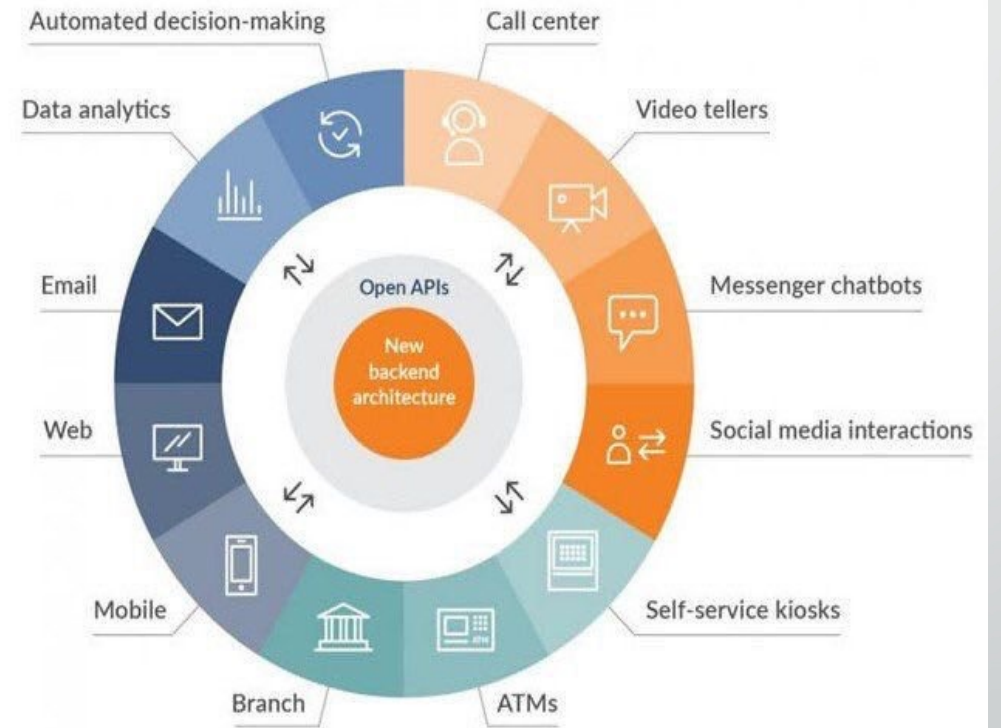 Automated decision-making
Call center
Data analytics
Video tellers
Email
Open APIs
Messenger chatbots
New
backend
architecture
Web
Social media interactions
Mobile
Self-service kiosks
ATM
Branch
ATMs